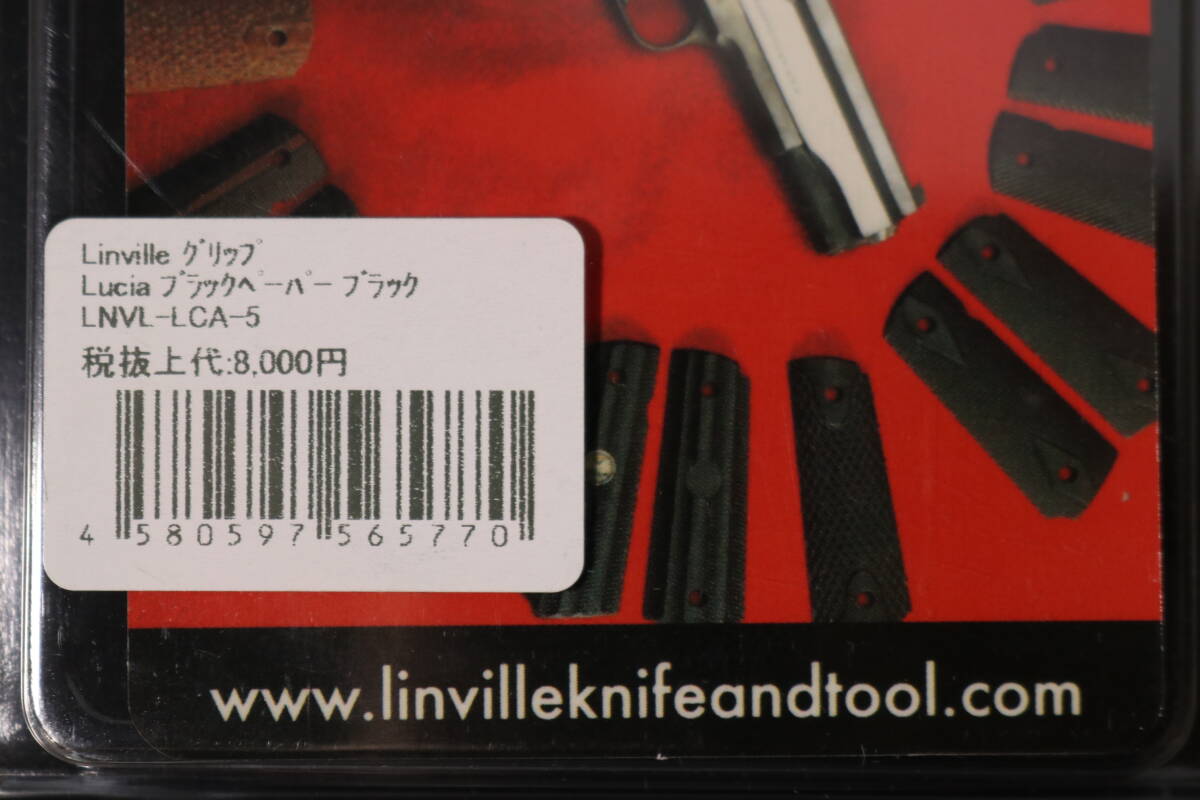 Linville ｸﾞﾘｯﾌﾟ
Lucia ﾌﾞﾗｯｸﾍﾟｰﾊﾟｰ ﾌﾞﾗｯｸ
LNVL-LCA-5
税抜上代:8,000円
4 580597 565770
www.linvilleknifeandtool.com